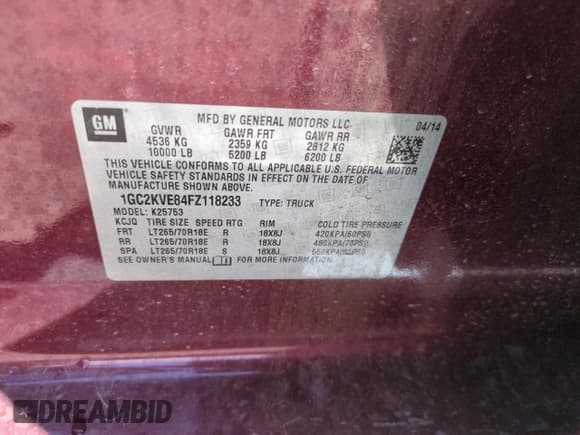 GM
MFD BY GENERAL MOTORS LLC 04/14
GVWR GAWR FRT GAWR RR
4536 KG 2359 KG 2812 KG
10000 LB 5200 LB 6200 LB
THIS VEHICLE CONFORMS TO ALL APPLICABLE U.S. FEDERAL MOTOR
VEHICLE SAFETY STANDARDS IN EFFECT ON THE DATE OF
MANUFACTURE SHOWN ABOVE.
1GC2KVE84FZ118233 TYPE: TRUCK
MODEL: K25753
KCJQ TIRE SIZE SPEED RTG RIM COLD TIRE PRESSURE
FRT LT265/70R18E R 18X8J 420KPA(60PSI)
RR LT265/70R18E R 18X8J 485KPA(70PSI)
SPA LT265/70R18E S 18X8J
SEE OWNER'S MANUAL FOR MORE INFORMATION.
DREAMBID